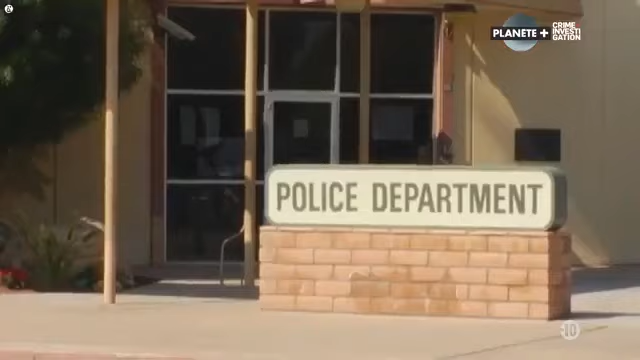 PLANETE+
CRIME
INVESTI
GATION
POLICE DEPARTMENT
-10